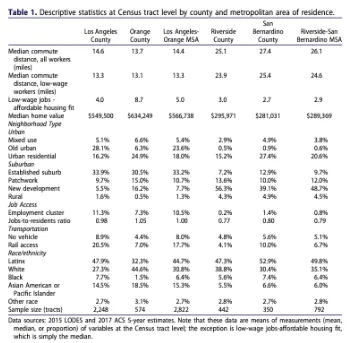 Table 1. Descriptive statistics at Census tract level by county and metropolitan area of residence.
Los Angeles County Orange County Los Angeles-Orange MSA Riverside County San Bernardino County Riverside-San Bernardino MSA
Median commute distance, all workers (miles) 14.6 13.7 14.4 25.1 27.4 26.1
Median commute distance, low-wage workers (miles) 13.3 13.1 13.3 23.9 25.4 24.6
Low-wage jobs - affordable housing fit 4.0 8.7 5.0 3.0 2.7 2.9
Median home value $549,500 $634,249 $566,738 $295,971 $281,031 $289,369
Neighborhood Type
Urban
Mixed use 5.1% 6.6% 5.4% 2.9% 4.9% 3.8%
Old urban 28.1% 6.3% 23.6% 0.5% 0.9% 0.6%
Urban residential 16.2% 24.9% 18.0% 15.2% 27.4% 20.6%
Suburban
Established suburb 33.9% 30.5% 33.2% 7.2% 12.9% 9.7%
Patchwork 9.7% 15.0% 10.7% 13.6% 10.0% 12.0%
New development 5.5% 16.2% 7.7% 56.3% 39.1% 48.7%
Rural 1.6% 0.5% 1.3% 4.3% 4.9% 4.5%
Job Access
Employment cluster 11.3% 7.3% 10.5% 0.2% 1.4% 0.8%
Jobs-to-residents ratio 0.98 1.05 1.00 0.77 0.80 0.79
Transportation
No vehicle 8.9% 4.4% 8.0% 4.8% 5.6% 5.1%
Rail access 20.5% 7.0% 17.7% 4.1% 10.0% 6.7%
Race/ethnicity
Latinx 47.9% 32.3% 44.7% 47.3% 52.9% 49.8%
White 27.3% 44.6% 30.8% 38.8% 30.4% 35.1%
Black 7.7% 1.5% 6.4% 5.6% 7.4% 6.4%
Asian American or Pacific Islander 14.5% 18.5% 15.3% 5.5% 6.6% 6.0%
Other race 2.7% 3.1% 2.7% 2.8% 2.7% 2.8%
Sample size (tracts) 2,248 574 2,822 442 350 792
Data sources: 2015 LODES and 2017 ACS 5-year estimates. Note that these data are means of measurements (mean, median, or proportion) of variables at the Census tract level; the exception is low-wage jobs-affordable housing fit, which is simply the median.